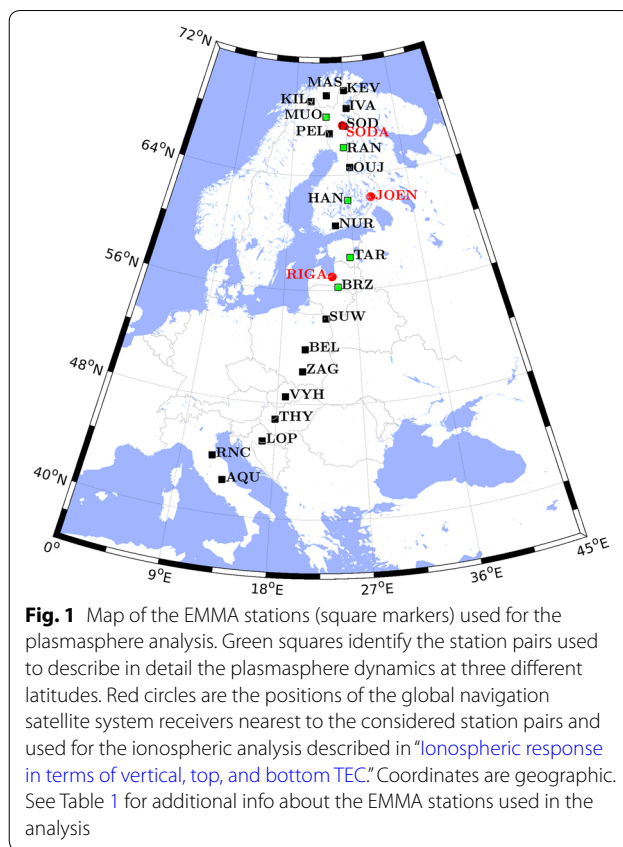 72°N
MAS
KEV
KIL
IVA
MUO
SOD
SODA
PEL
RAN
64°N
OUJ
JOEN
HAN
NUR
56°N
TAR
RIGA
BRZ
SUW
BEL
48°N
ZAG
VYH
THY
LOP
RNC
40°N
AQU
0°
9°E
18°E
27°E
36°E
45°E
Fig. 1 Map of the EMMA stations (square markers) used for the
plasmasphere analysis. Green squares identify the station pairs used
to describe in detail the plasmasphere dynamics at three different
latitudes. Red circles are the positions of the global navigation
satellite system receivers nearest to the considered station pairs and
used for the ionospheric analysis described in “Ionospheric response
in terms of vertical, top, and bottom TEC.” Coordinates are geographic.
See Table 1 for additional info about the EMMA stations used in the
analysis